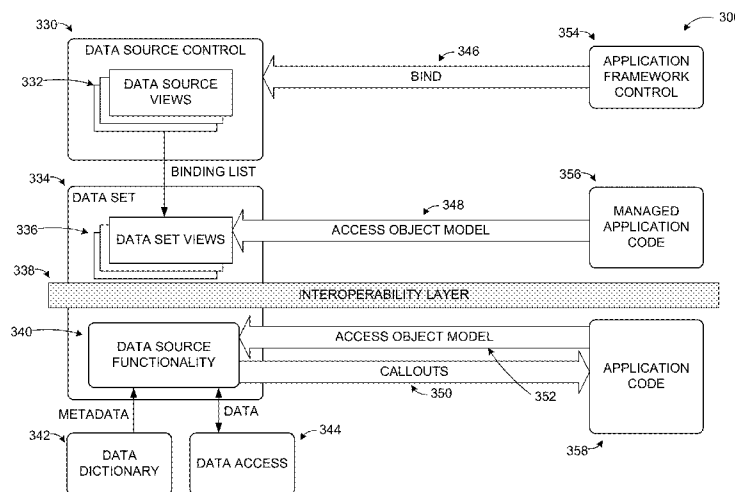 300
330
DATA SOURCE CONTROL
332
DATA SOURCE
VIEWS
346
BIND
354
APPLICATION
FRAMEWORK
CONTROL
BINDING LIST
334
DATA SET
336
DATA SET VIEWS
348
ACCESS OBJECT MODEL
356
MANAGED
APPLICATION
CODE
338
INTEROPERABILITY LAYER
340
DATA SOURCE
FUNCTIONALITY
ACCESS OBJECT MODEL
CALLOUTS
350
352
APPLICATION
CODE
358
METADATA
DATA
342
DATA
DICTIONARY
344
DATA ACCESS